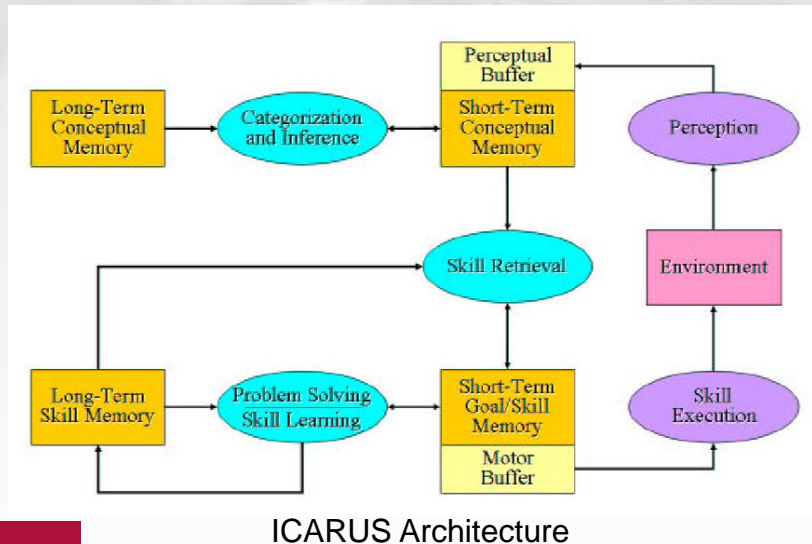 Perceptual
Buffer
Long-Term
Conceptual
Memory
Categorization
and Inference
Short-Term
Conceptual
Memory
Perception
Skill Retrieval
Environment
Long-Term
Skill Memory
Problem Solving
Skill Learning
Short-Term
Goal/Skill
Memory
Motor
Buffer
Skill
Execution
ICARUS Architecture